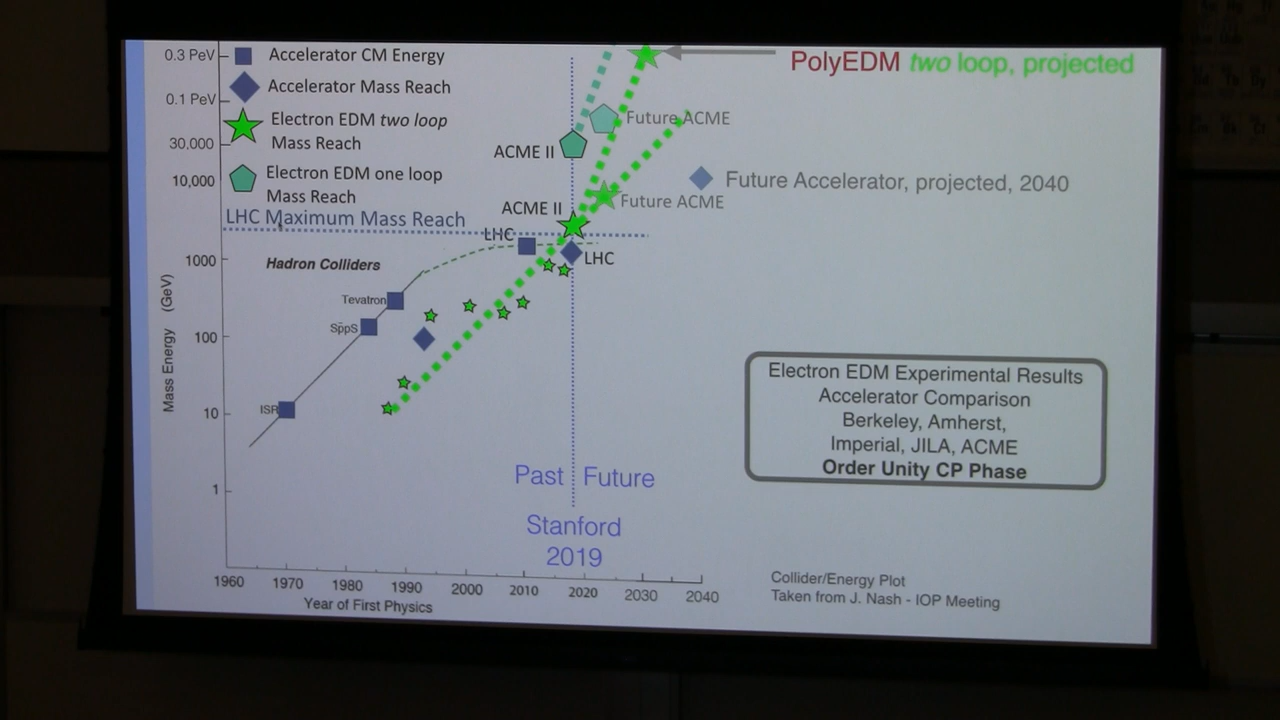 0.3 PeV
0.1 PeV
30,000
10,000
1000
100
10
1
Mass Energy (GeV)
Accelerator CM Energy
Accelerator Mass Reach
Electron EDM two loop
Mass Reach
Electron EDM one loop
Mass Reach
LHC Maximum Mass Reach
Hadron Colliders
LHC
Tevatron
Sp̄pS
ISR
PolyEDM two loop, projected
Future ACME
ACME II
Future Accelerator, projected, 2040
ACME II
Future ACME
LHC
Electron EDM Experimental Results
Accelerator Comparison
Berkeley, Amherst,
Imperial, JILA, ACME
Order Unity CP Phase
Past Future
Stanford
2019
1960 1970 1980 1990 2000 2010 2020 2030 2040
Year of First Physics
Collider/Energy Plot
Taken from J. Nash - IOP Meeting